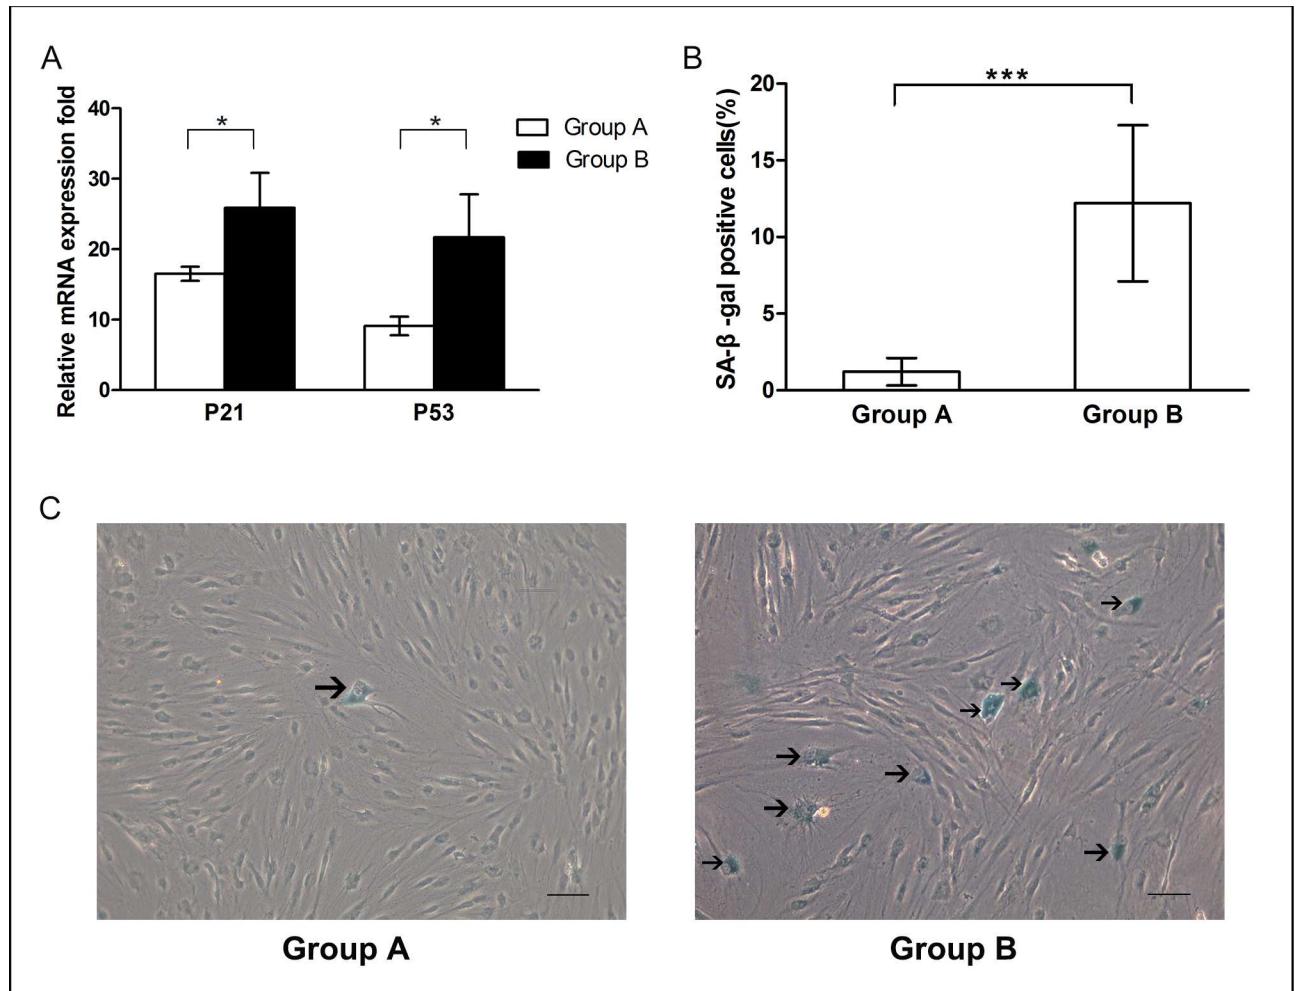 A
Relative mRNA expression fold
40
30
20
10
0
*
*
P21
P53
Group A
Group B
B
SA-β -gal positive cells(%)
20
15
10
5
0
***
Group A
Group B
C
Group A
Group B